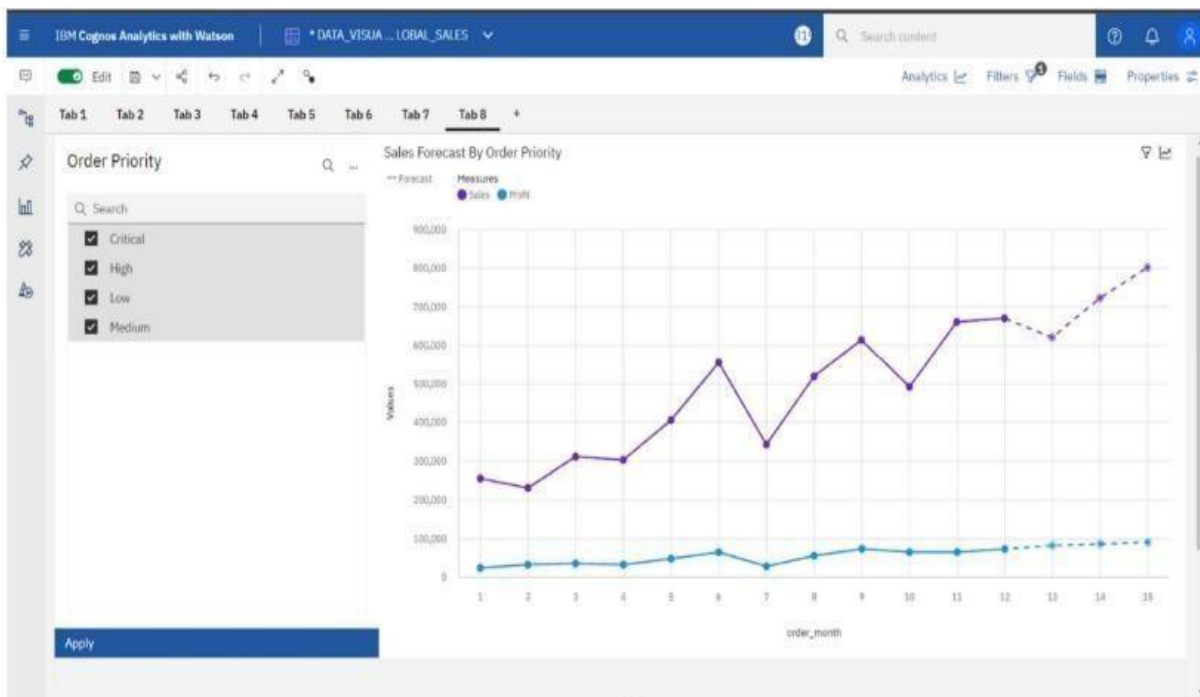 IBM Cognos Analytics with Watson
* DATA_VISUA ... LOBAL_SALES
Search content
Edit
Analytics
Filters
1
Fields
Properties
Tab 1 Tab 2 Tab 3 Tab 4 Tab 5 Tab 6 Tab 7 Tab 8 +
Order Priority
...
Search
Critical
High
Low
Medium
Apply
Sales Forecast By Order Priority
Forecast
Measures
Sales Profit
Values
900,000
800,000
700,000
600,000
500,000
400,000
300,000
200,000
100,000
0
1 2 3 4 5 6 7 8 9 10 11 12 13 14 15
order_month